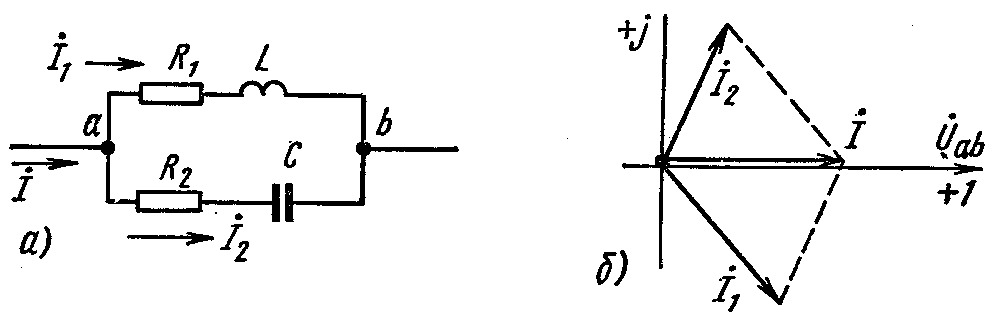 İ₁ R₁ L
a b
İ R₂ C
a) İ₂
+j
İ₂
İ U̇ab
+1
б) İ₁